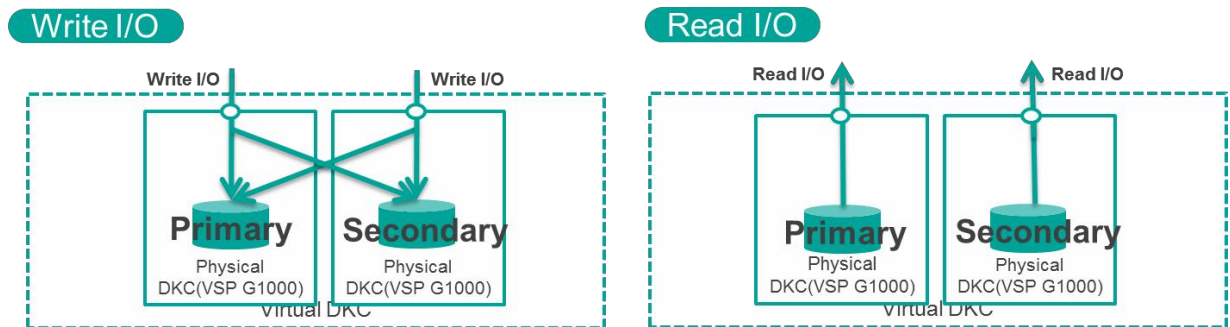 Write I/O
Write I/O
Write I/O
Primary
Physical
DKC(VSP G1000)
Secondary
Physical
DKC(VSP G1000)
Virtual DKC
Read I/O
Read I/O
Read I/O
Primary
Physical
DKC(VSP G1000)
Secondary
Physical
DKC(VSP G1000)
Virtual DKC